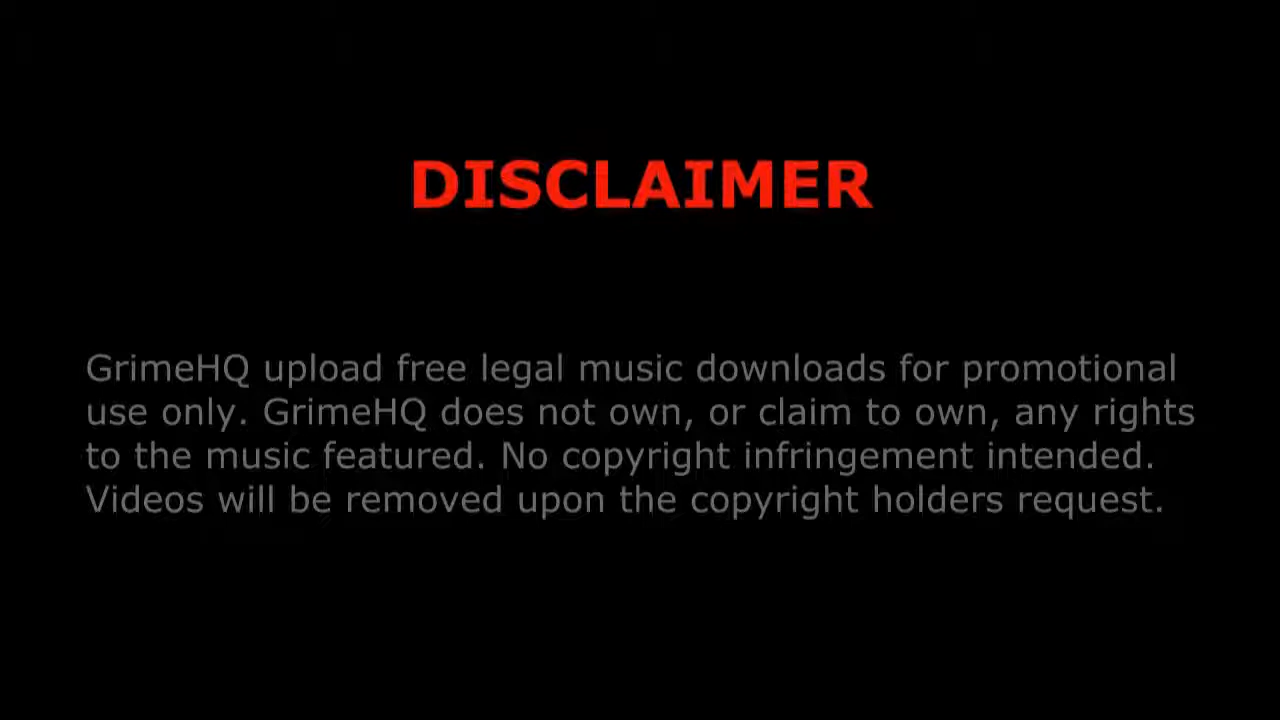 DISCLAIMER
GrimeHQ upload free legal music downloads for promotional
use only. GrimeHQ does not own, or claim to own, any rights
to the music featured. No copyright infringement intended.
Videos will be removed upon the copyright holders request.